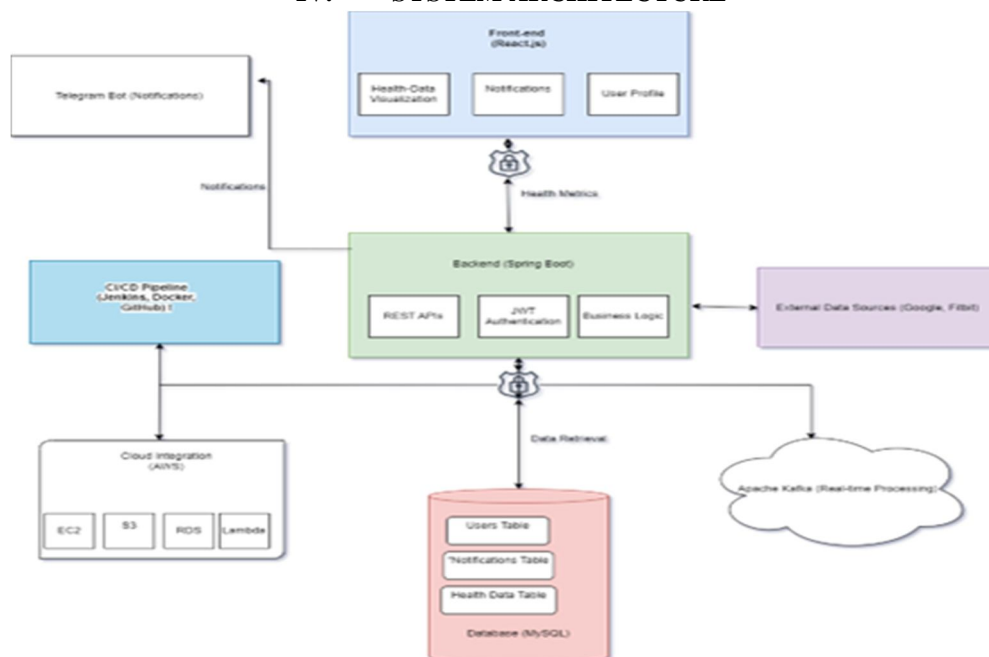 IV. SYSTEM ARCHITECTURE
Front-end
(React.js)
Telegram Bot (Notifications)
Health-Data
Visualization
Notifications
User Profile
Notifications
Health Metrics
Backend (Spring Boot)
CI/CD Pipeline
(Jenkins, Docker,
GitHub) !
REST APIs
JWT
Authentication
Business Logic
External Data Sources (Google, Fitbit)
Data Retrieval
Cloud Integration
(AWS)
EC2
S3
RDS
Lambda
Apache Kafka (Real-time Processing)
Users Table
"Notifications Table
Health Data Table
Database (MySQL)